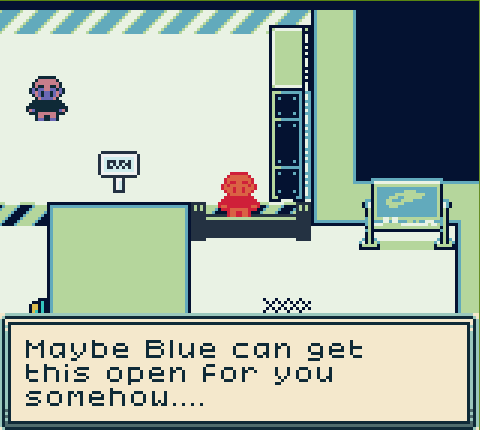 Maybe Blue can get
this open for you
somehow....